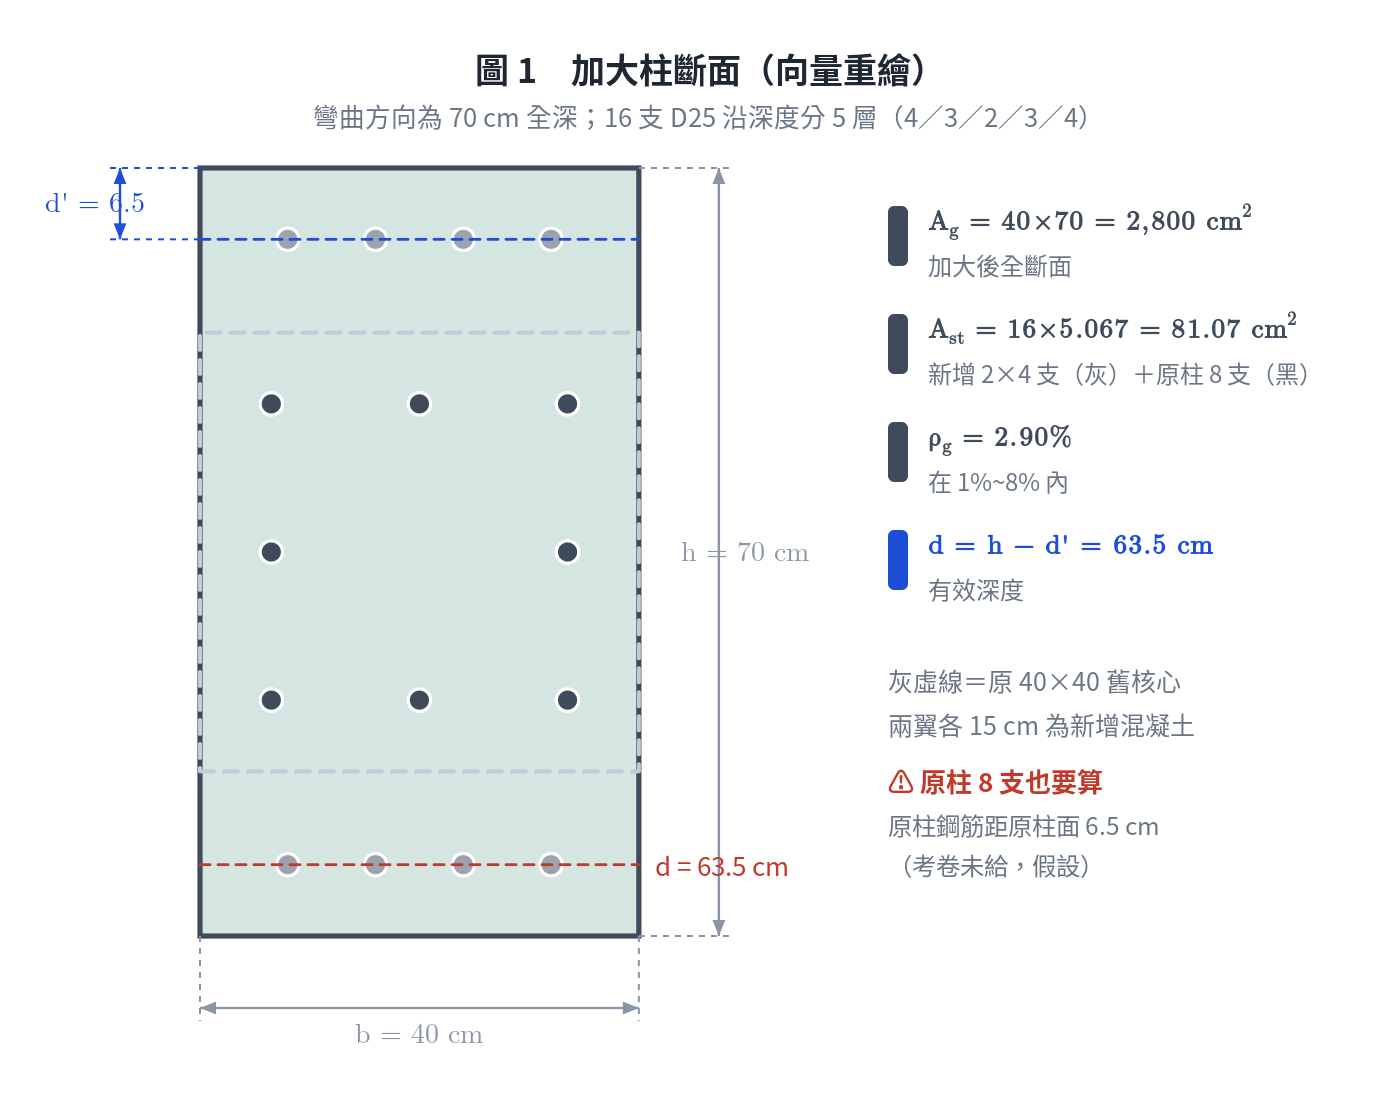 圖 1　加大柱斷面（向量重繪）
彎曲方向為 70 cm 全深；16 支 D25 沿深度分 5 層（4／3／2／3／4）
d' = 6.5
h = 70 cm
d = 63.5 cm
b = 40 cm
A_g = 40×70 = 2,800 cm²
加大後全斷面
A_st = 16×5.067 = 81.07 cm²
新增 2×4 支（灰）＋原柱 8 支（黑）
ρ_g = 2.90%
在 1%~8% 內
d = h − d' = 63.5 cm
有效深度
灰虛線＝原 40×40 舊核心
兩翼各 15 cm 為新增混凝土
⚠ 原柱 8 支也要算
原柱鋼筋距原柱面 6.5 cm
（考卷未給，假設）